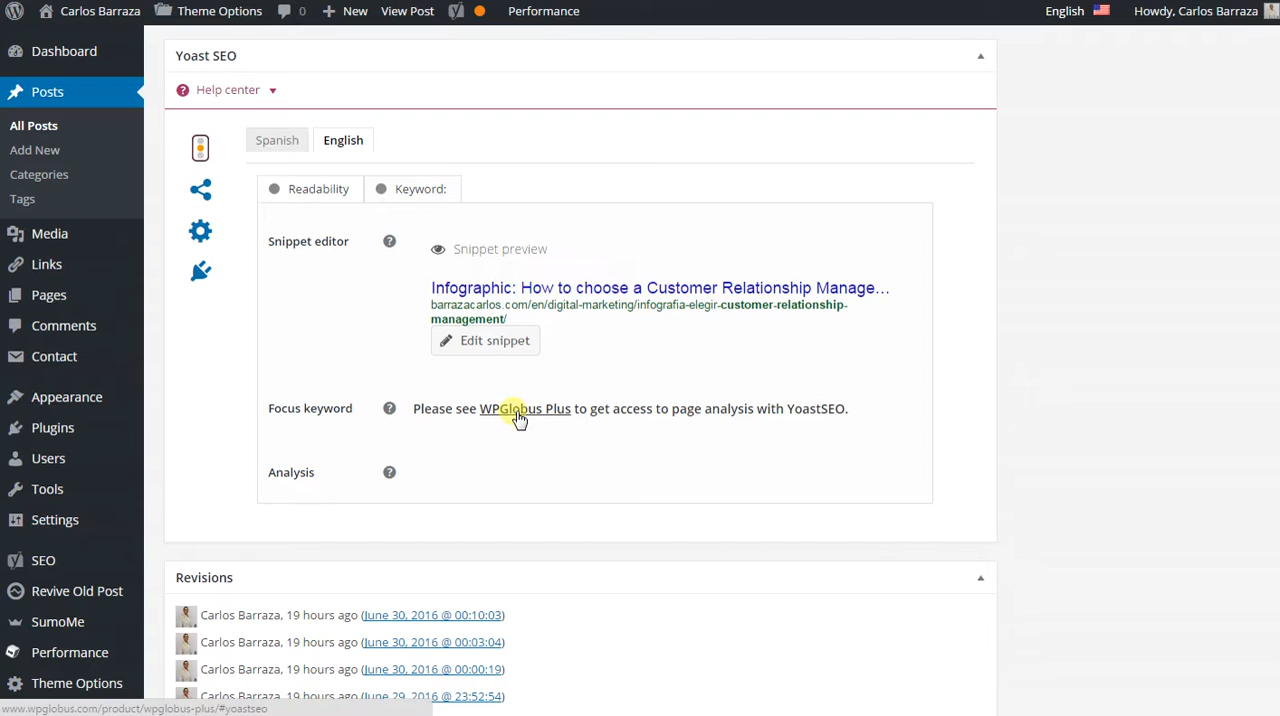 Carlos Barraza
Theme Options
0
New
View Post
Performance
English
Howdy, Carlos Barraza
Dashboard
Posts
All Posts
Add New
Categories
Tags
Media
Links
Pages
Comments
Contact
Appearance
Plugins
Users
Tools
Settings
SEO
Revive Old Post
SumoMe
Performance
Theme Options
Yoast SEO
Help center
Spanish
English
Readability
Keyword:
Snippet editor
Snippet preview
Infographic: How to choose a Customer Relationship Manage...
barrazacarlos.com/en/digital-marketing/infografia-elegir-customer-relationship-
management/
Edit snippet
Focus keyword
Please see WPGlobus Plus to get access to page analysis with YoastSEO.
Analysis
Revisions
Carlos Barraza, 19 hours ago (June 30, 2016 @ 00:10:03)
Carlos Barraza, 19 hours ago (June 30, 2016 @ 00:03:04)
Carlos Barraza, 19 hours ago (June 30, 2016 @ 00:00:19)
Carlos Barraza, 19 hours ago (June 29, 2016 @ 23:52:54)
www.wpglobus.com/product/wpglobus-plus/#yoastseo